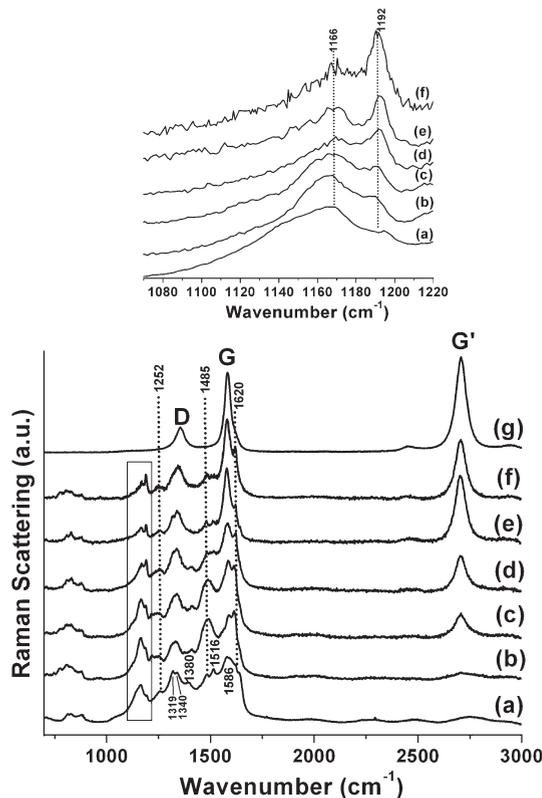 1166
1192
(f)
(e)
(d)
(c)
(b)
(a)
1080 1100 1120 1140 1160 1180 1200 1220
Wavenumber (cm-1)
G'
G
1252
1485
1620
D
(g)
(f)
(e)
(d)
(c)
(b)
(a)
1319
1340
1380
1516
1586
Raman Scattering (a.u.)
1000 1500 2000 2500 3000
Wavenumber (cm-1)